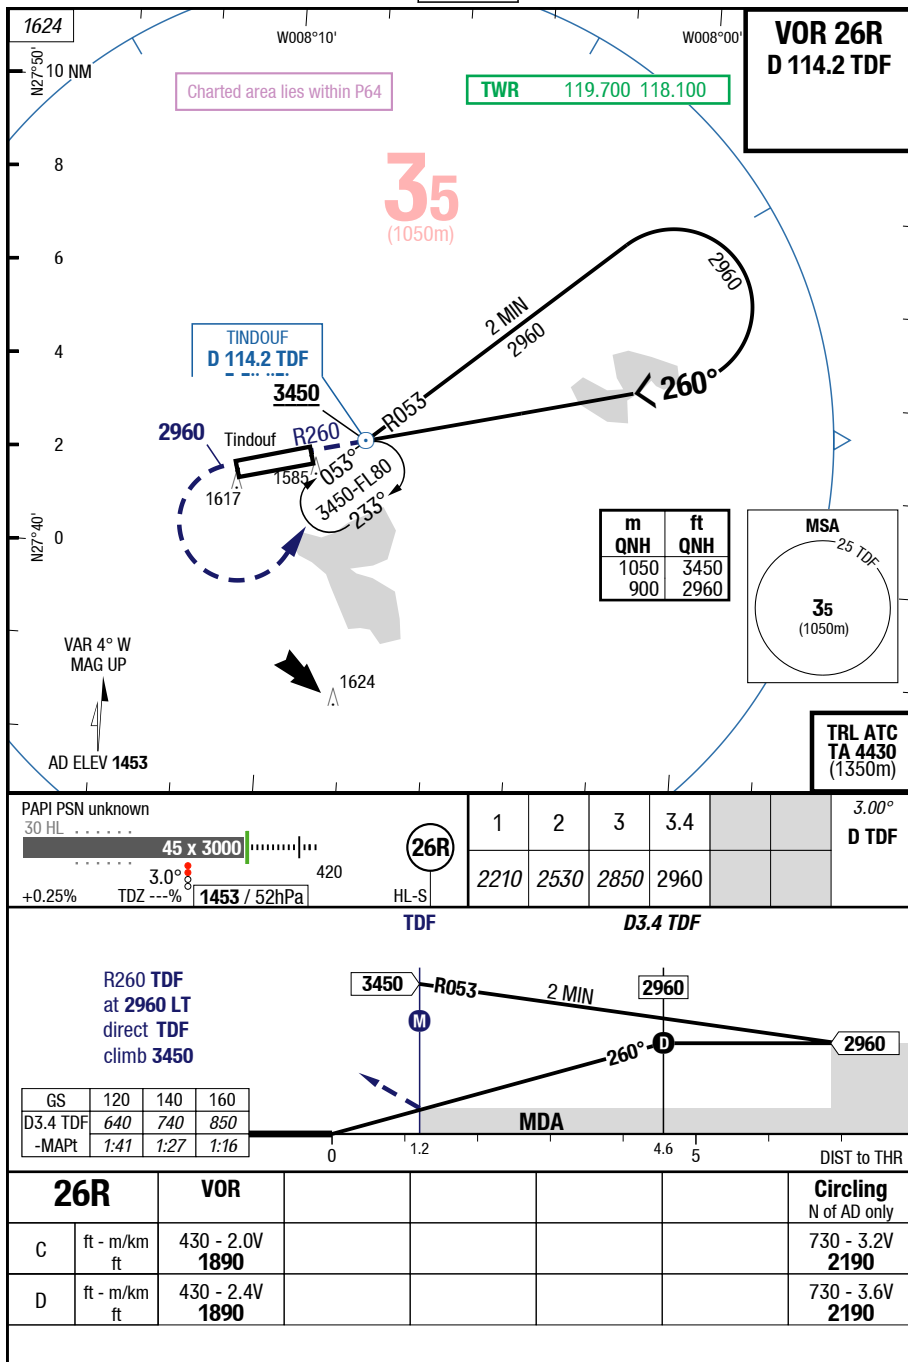 1624
W008°10'
W008°00'
VOR 26R
D 114.2 TDF
N27°50'
10 NM
Charted area lies within P64
TWR 119.700 118.100
8
35
(1050m)
6
2960
2 MIN
2960
4
TINDOUF
D 114.2 TDF
260°
3450
R053
2960
Tindouf
R260
2
1585
1617
053°
3450-FL80
233°
N27°40'
0
m ft
QNH QNH
1050 3450
900 2960
MSA
25 TDF
35
(1050m)
VAR 4° W
MAG UP
1624
AD ELEV 1453
TRL ATC
TA 4430
(1350m)
PAPI PSN unknown
30 HL
45 x 3000
420
3.0°
+0.25% TDZ ---% 1453 / 52hPa HL-S
26R
1 2 3 3.4
2210 2530 2850 2960
3.00°
D TDF
TDF D3.4 TDF
R260 TDF
at 2960 LT
direct TDF
climb 3450
3450
R053
2 MIN
2960
M
D
260°
2960
MDA
GS 120 140 160
D3.4 TDF 640 740 850
-MAPt 1:41 1:27 1:16
0 1.2 4.6 5 DIST to THR
26R VOR Circling
N of AD only
C ft - m/km 430 - 2.0V 730 - 3.2V
ft 1890 2190
D ft - m/km 430 - 2.4V 730 - 3.6V
ft 1890 2190